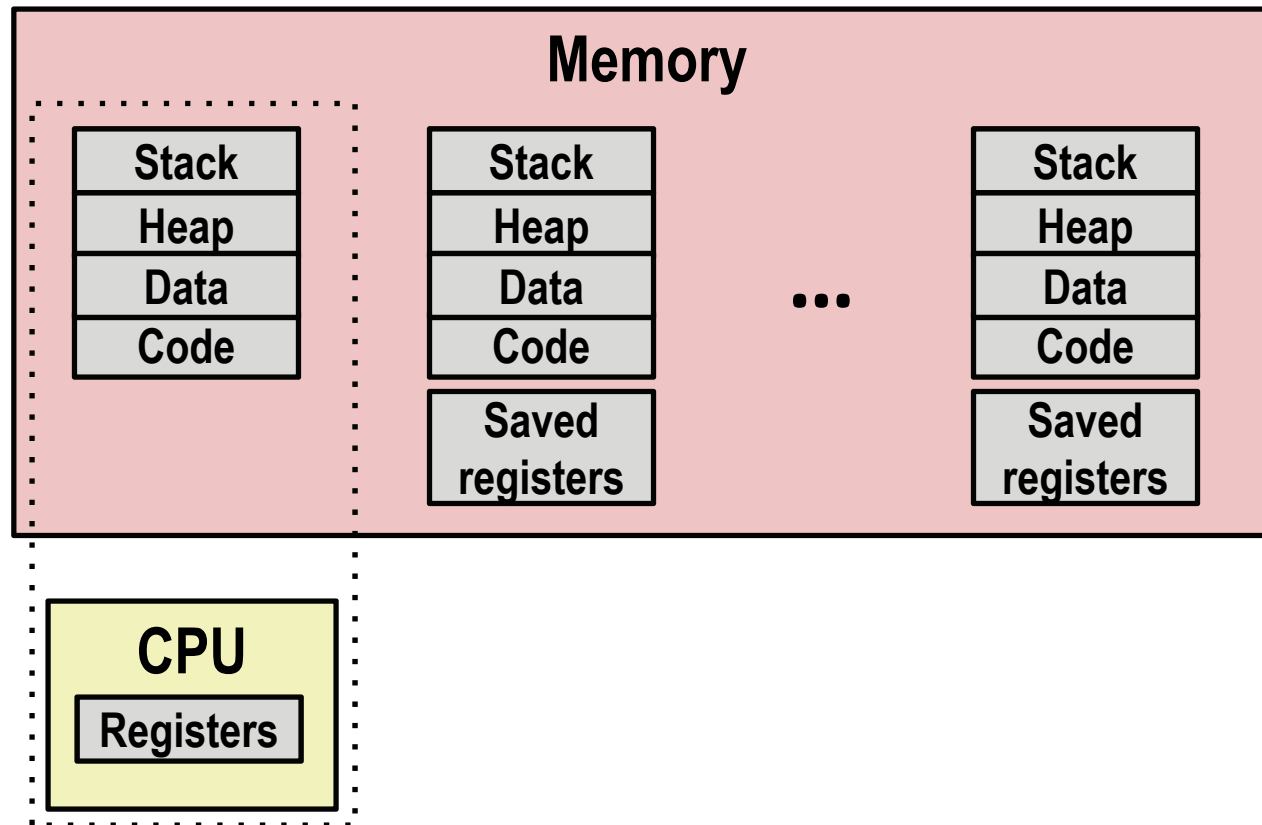 Memory
Stack
Heap
Data
Code
Stack
Heap
Data
Code
Saved
registers
...
Stack
Heap
Data
Code
Saved
registers
CPU
Registers